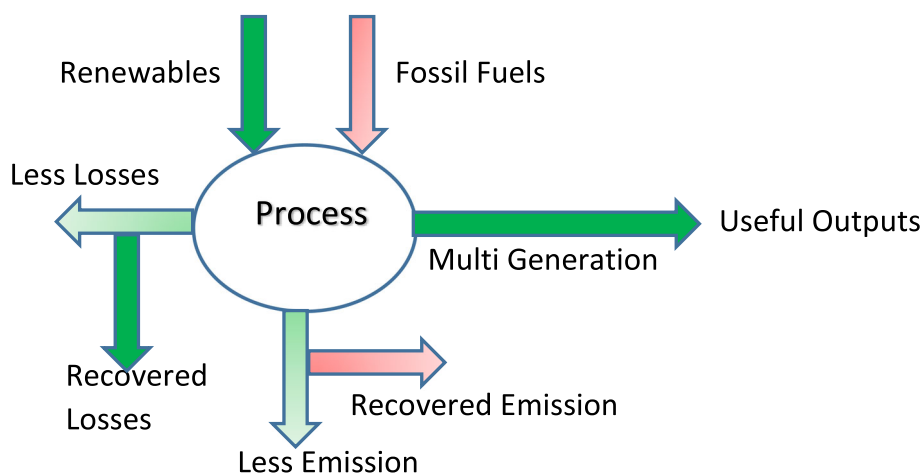 Renewables
Fossil Fuels
Less Losses
Process
Useful Outputs
Multi Generation
Recovered
Losses
Recovered Emission
Less Emission